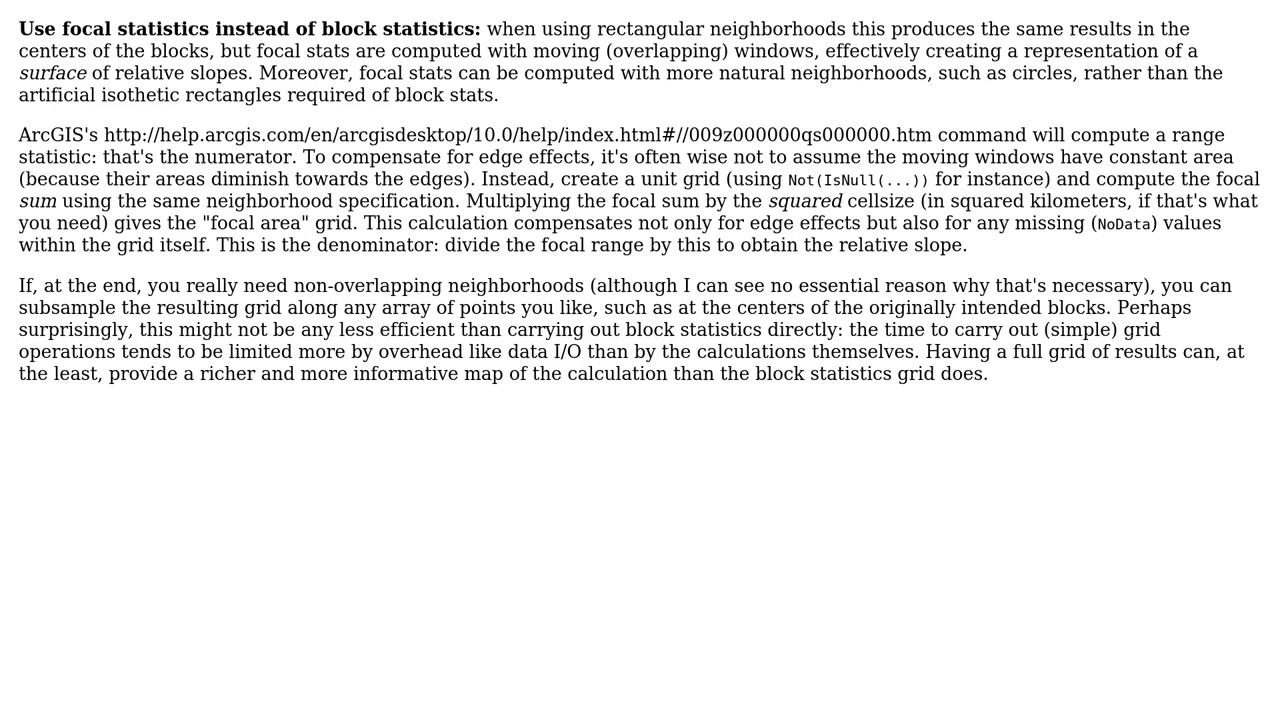 Use focal statistics instead of block statistics: when using rectangular neighborhoods this produces the same results in the
centers of the blocks, but focal stats are computed with moving (overlapping) windows, effectively creating a representation of a
surface of relative slopes. Moreover, focal stats can be computed with more natural neighborhoods, such as circles, rather than the
artificial isothetic rectangles required of block stats.
ArcGIS's http://help.arcgis.com/en/arcgisdesktop/10.0/help/index.html#//009z000000qs000000.htm command will compute a range
statistic: that's the numerator. To compensate for edge effects, it's often wise not to assume the moving windows have constant area
(because their areas diminish towards the edges). Instead, create a unit grid (using Not(IsNull(...)) for instance) and compute the focal
sum using the same neighborhood specification. Multiplying the focal sum by the squared cellsize (in squared kilometers, if that's what
you need) gives the "focal area" grid. This calculation compensates not only for edge effects but also for any missing (NoData) values
within the grid itself. This is the denominator: divide the focal range by this to obtain the relative slope.
If, at the end, you really need non-overlapping neighborhoods (although I can see no essential reason why that's necessary), you can
subsample the resulting grid along any array of points you like, such as at the centers of the originally intended blocks. Perhaps
surprisingly, this might not be any less efficient than carrying out block statistics directly: the time to carry out (simple) grid
operations tends to be limited more by overhead like data I/O than by the calculations themselves. Having a full grid of results can, at
the least, provide a richer and more informative map of the calculation than the block statistics grid does.